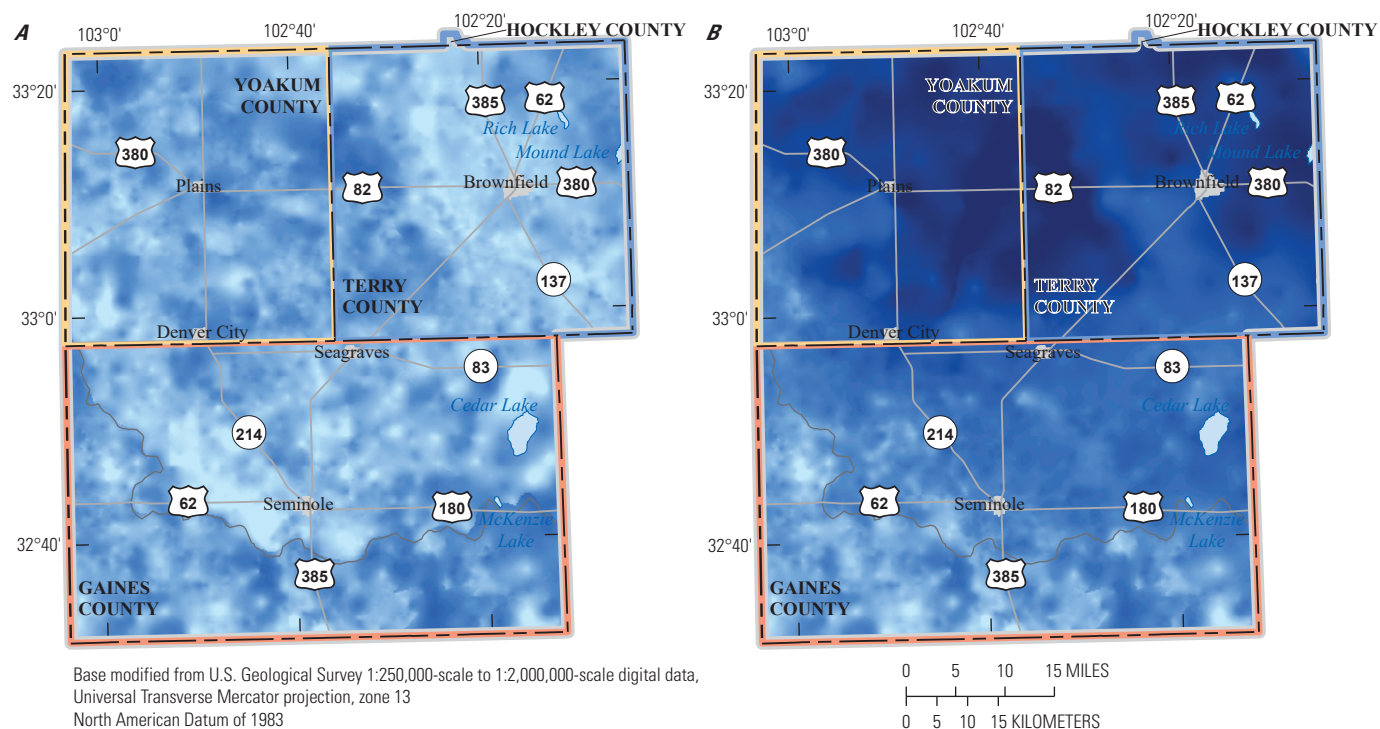 A
103°0'
102°40'
102°20'
HOCKLEY COUNTY
33°20'
YOAKUM
COUNTY
385
62
Rich Lake
Mound Lake
380
Plains
82
Brownfield
380
TERRY
COUNTY
137
33°0'
Denver City
Seagraves
83
Cedar Lake
214
62
Seminole
180
McKenzie
Lake
32°40'
385
GAINES
COUNTY
B
103°0'
102°40'
102°20'
HOCKLEY COUNTY
33°20'
YOAKUM
COUNTY
385
62
Rich Lake
Mound Lake
380
Plains
82
Brownfield
380
TERRY
COUNTY
137
33°0'
Denver City
Seagraves
83
Cedar Lake
214
62
Seminole
180
McKenzie
Lake
32°40'
385
GAINES
COUNTY
Base modified from U.S. Geological Survey 1:250,000-scale to 1:2,000,000-scale digital data,
Universal Transverse Mercator projection, zone 13
North American Datum of 1983
0 5 10 15 MILES
0 5 10 15 KILOMETERS